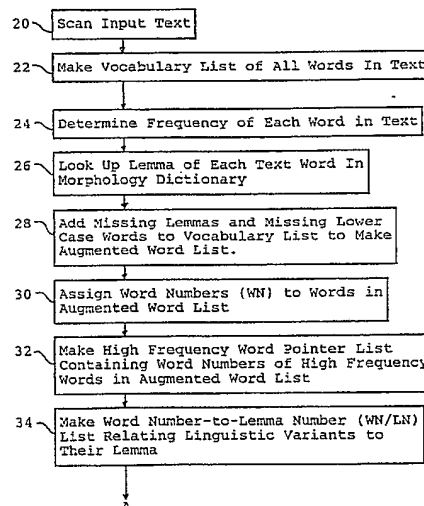 20 Scan Input Text
22 Make Vocabulary List of All Words In Text
24 Determine Frequency of Each Word in Text
26 Look Up Lemma of Each Text Word In
Morphology Dictionary
28 Add Missing Lemmas and Missing Lower
Case Words to Vocabulary List to Make
Augmented Word List.
30 Assign Word Numbers (WN) to Words in
Augmented Word List
32 Make High Frequency Word Pointer List
Containing Word Numbers of High Frequency
Words in Augmented Word List
34 Make Word Number-to-Lemma Number (WN/LN)
List Relating Linguistic Variants to
Their Lemma